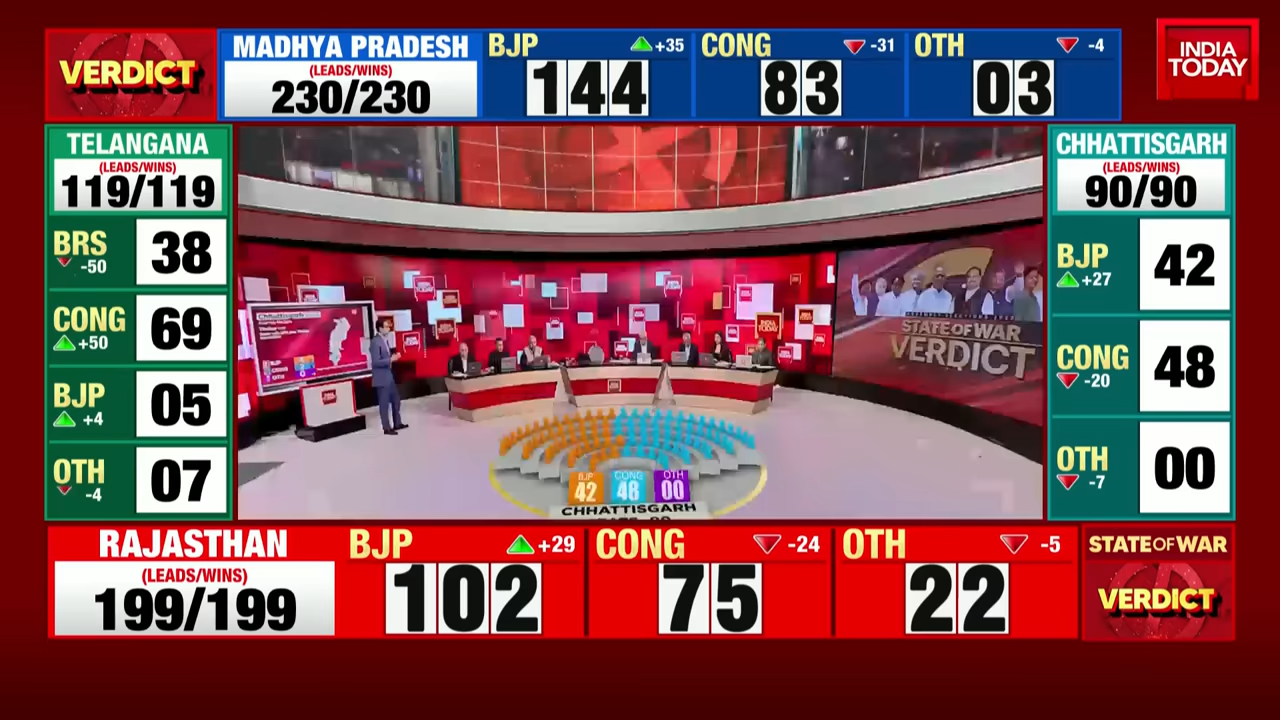 VERDICT
MADHYA PRADESH
(LEADS/WINS)
230/230
BJP +35
144
CONG -31
83
OTH -4
03
INDIA
TODAY
TELANGANA
(LEADS/WINS)
119/119
BRS
-50
38
CONG
+50
69
BJP
+4
05
OTH
-4
07
Chhattisgarh
STATE OF WAR
VERDICT
BJP CONG OTH
42 48 00
CHHATTISGARH
CHHATTISGARH
(LEADS/WINS)
90/90
BJP
+27
42
CONG
-20
48
OTH
-7
00
RAJASTHAN
(LEADS/WINS)
199/199
BJP +29
102
CONG -24
75
OTH -5
22
STATE OF WAR
VERDICT